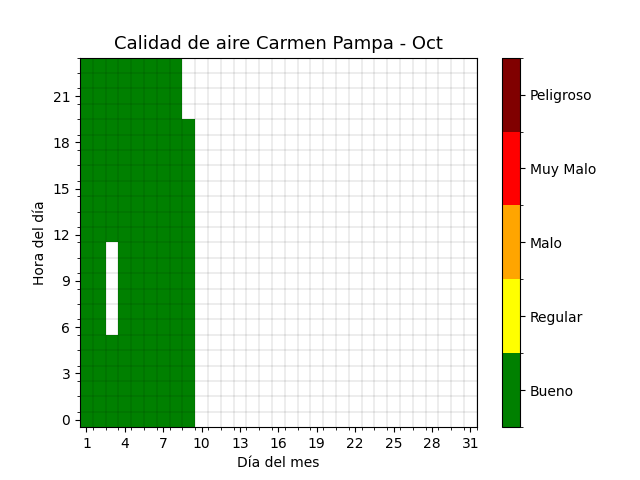 Calidad de aire Carmen Pampa - Oct
Hora del día
21
18
15
12
9
6
3
0
1 4 7 10 13 16 19 22 25 28 31
Día del mes
Peligroso
Muy Malo
Malo
Regular
Bueno